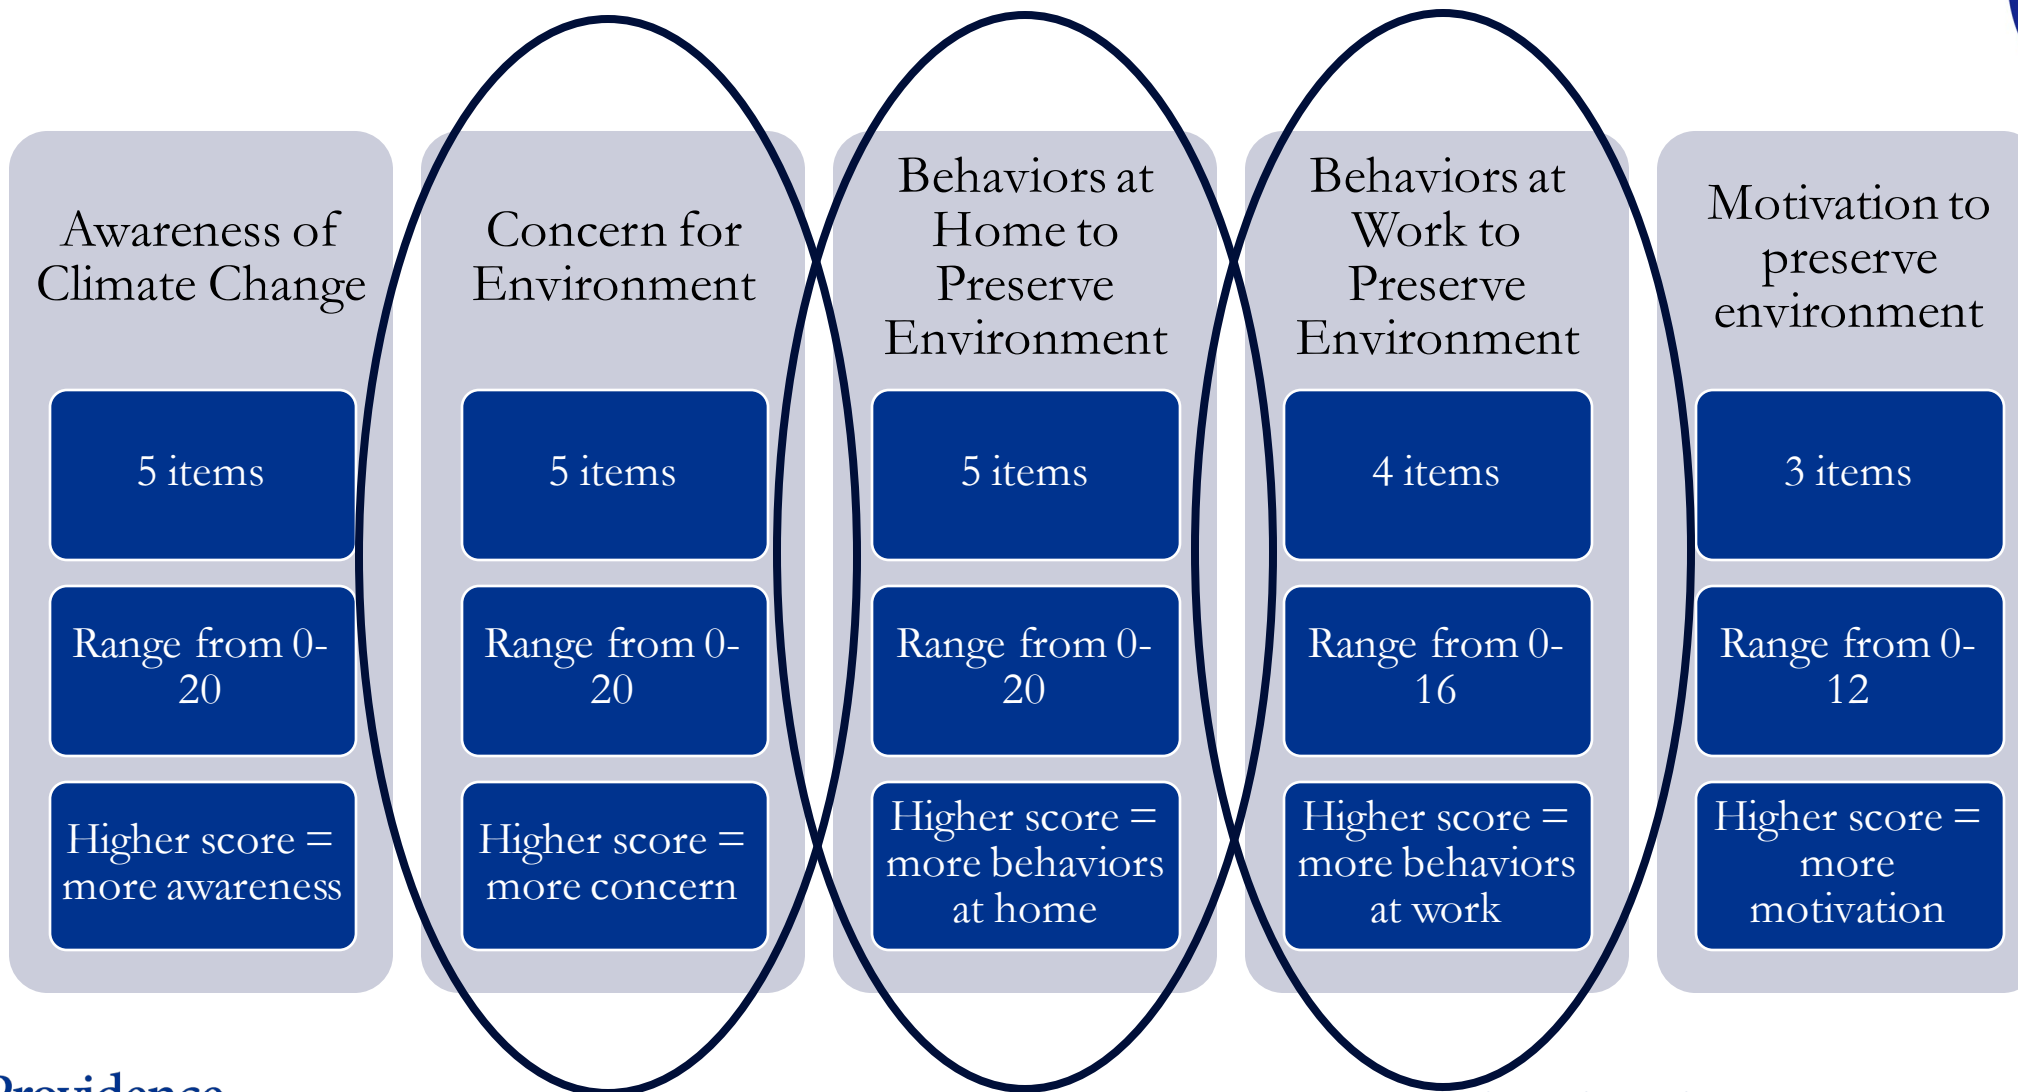 Awareness of
Climate Change
5 items
Range from 0-
20
Higher score =
more awareness
Concern for
Environment
5 items
Range from 0-
20
Higher score =
more concern
Behaviors at
Home to
Preserve
Environment
5 items
Range from 0-
20
Higher score =
more behaviors
at home
Behaviors at
Work to
Preserve
Environment
4 items
Range from 0-
16
Higher score =
more behaviors
at work
Motivation to
preserve
environment
3 items
Range from 0-
12
Higher score =
more
motivation
Providence